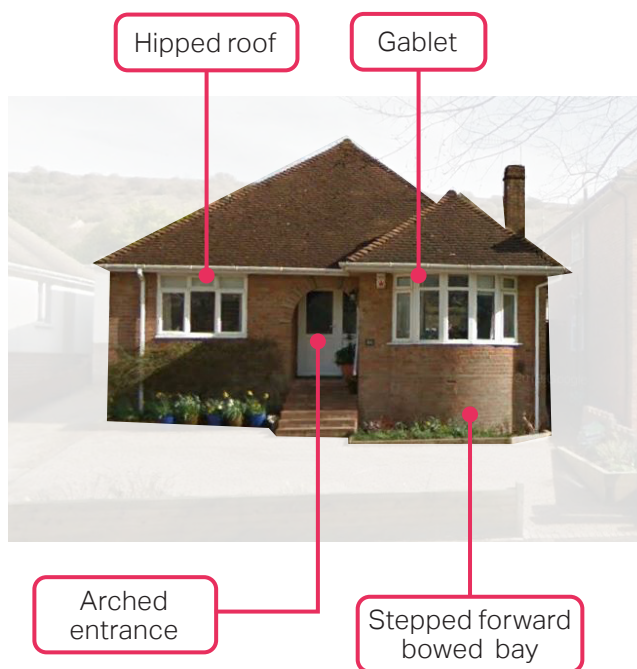 Hipped roof
Gablet
Arched
entrance
Stepped forward
bowed bay